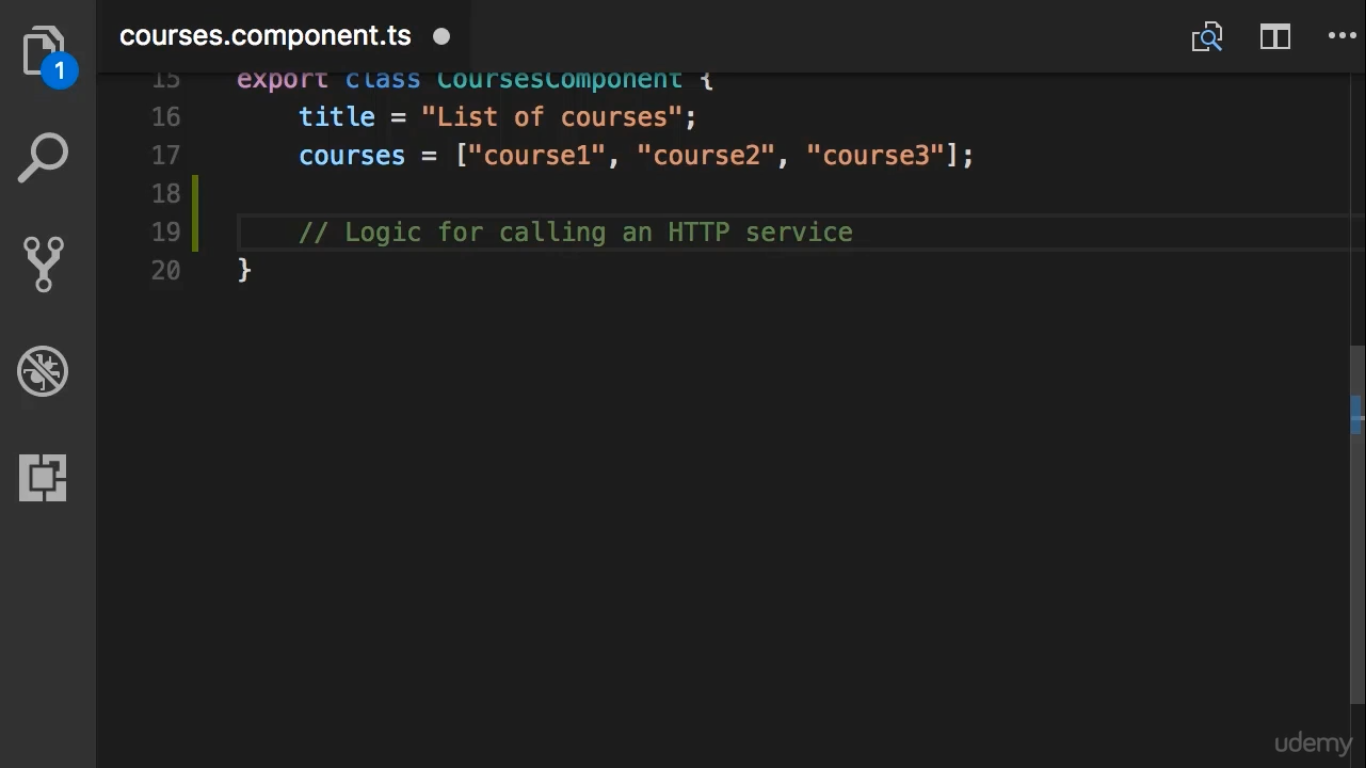 courses.component.ts
1
15 export class CoursesComponent {
16 title = "List of courses";
17 courses = ["course1", "course2", "course3"];
18
19 // Logic for calling an HTTP service
20 }
udemy